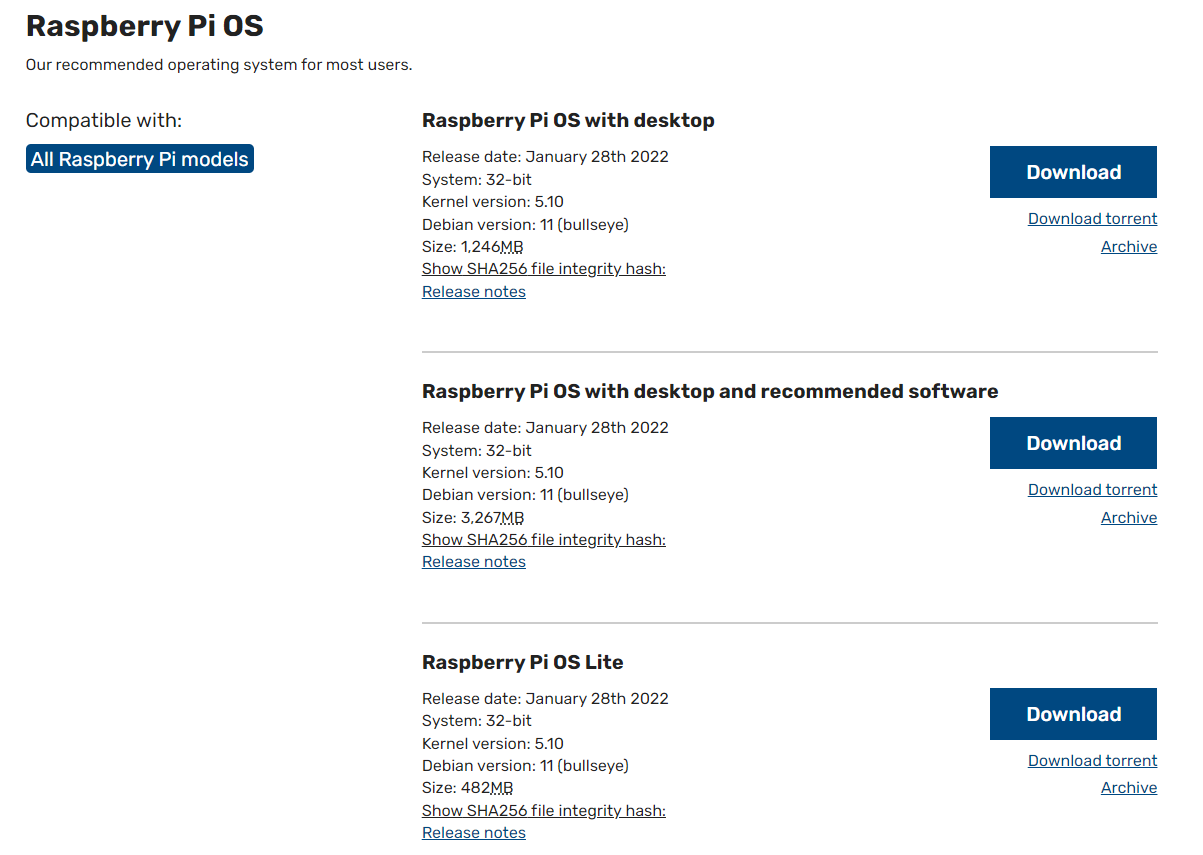 Raspberry Pi OS
Our recommended operating system for most users.
Compatible with:
All Raspberry Pi models
Raspberry Pi OS with desktop
Release date: January 28th 2022
System: 32-bit
Kernel version: 5.10
Debian version: 11 (bullseye)
Size: 1,246MB
Show SHA256 file integrity hash:
Release notes
Download
Download torrent
Archive
Raspberry Pi OS with desktop and recommended software
Release date: January 28th 2022
System: 32-bit
Kernel version: 5.10
Debian version: 11 (bullseye)
Size: 3,267MB
Show SHA256 file integrity hash:
Release notes
Download
Download torrent
Archive
Raspberry Pi OS Lite
Release date: January 28th 2022
System: 32-bit
Kernel version: 5.10
Debian version: 11 (bullseye)
Size: 482MB
Show SHA256 file integrity hash:
Release notes
Download
Download torrent
Archive